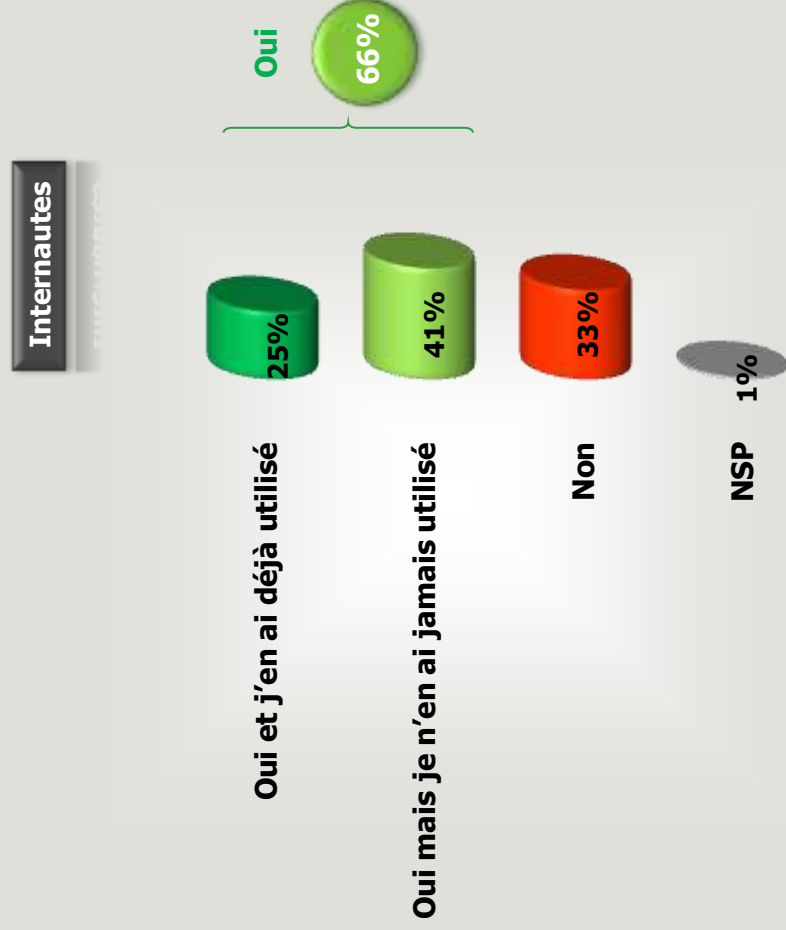 Internautes
Oui et j’en ai déjà utilisé
25%
Oui mais je n’en ai jamais utilisé
41%
Non
33%
NSP
1%
Oui
66%